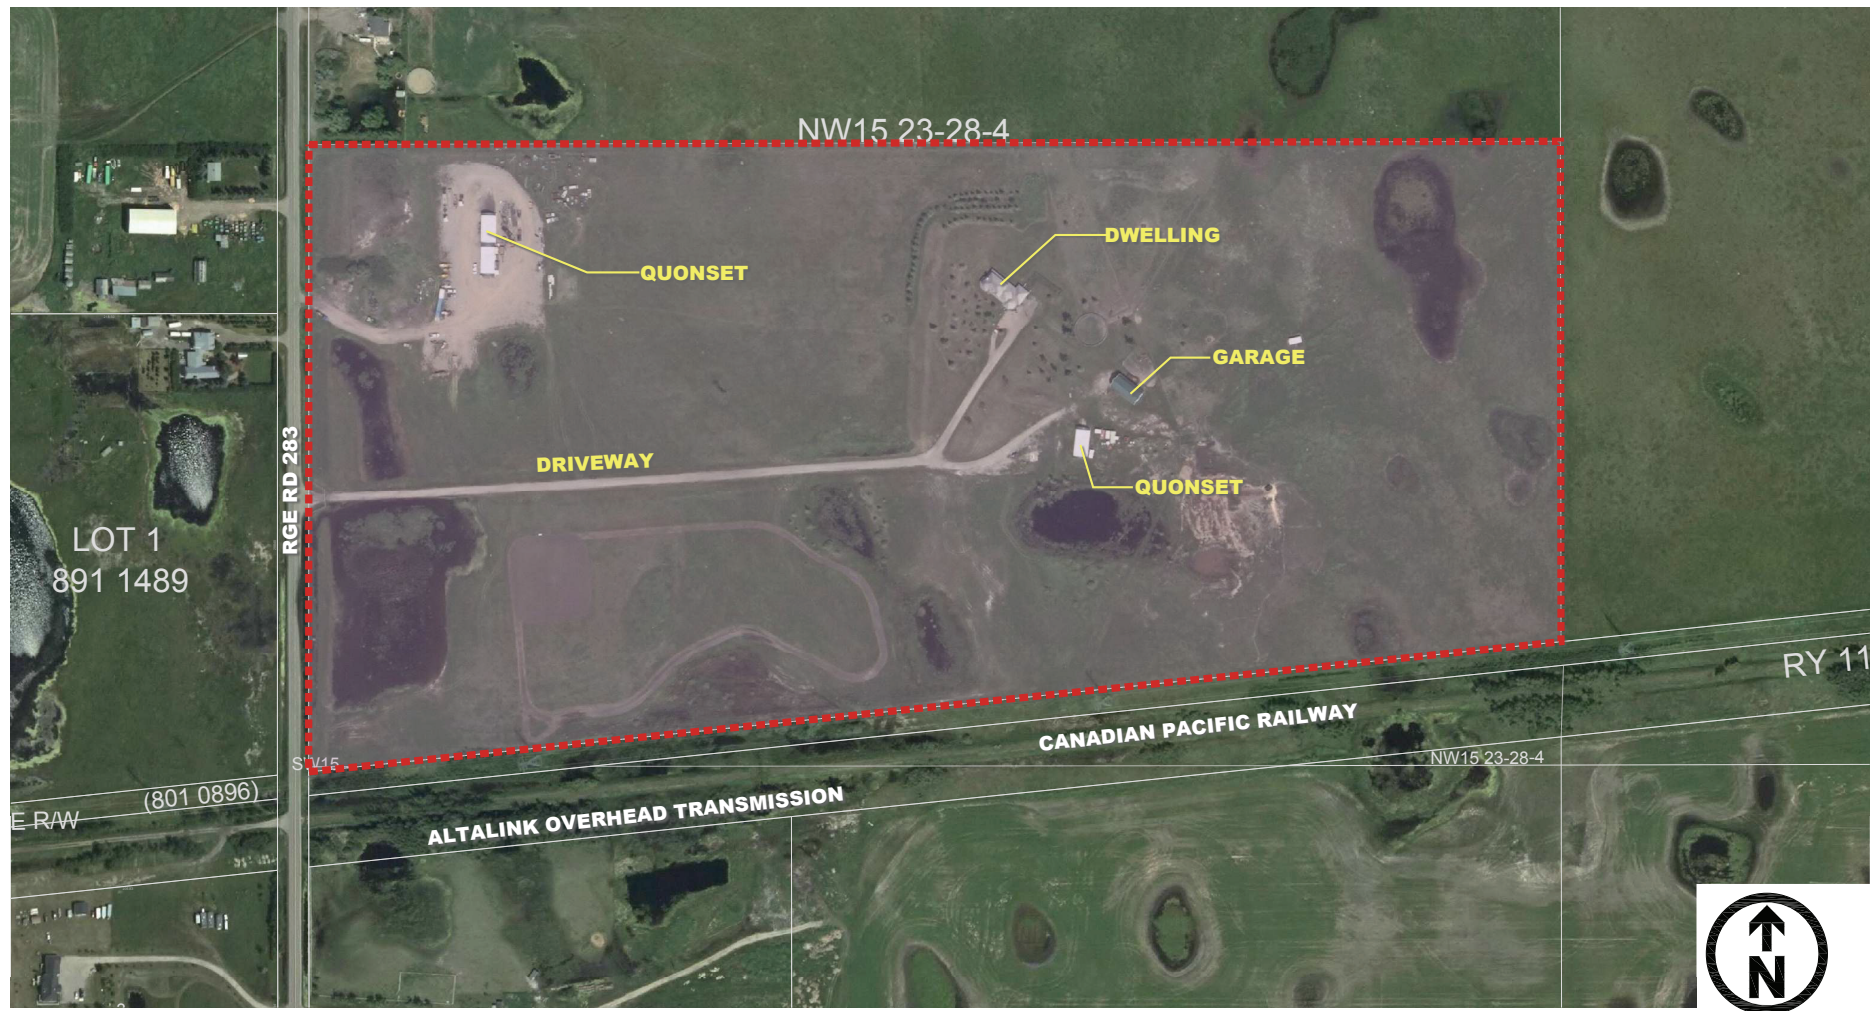 NW15 23-28-4
DWELLING
QUONSET
GARAGE
RGE RD 283
DRIVEWAY
QUONSET
LOT 1
891 1489
RY 11
CANADIAN PACIFIC RAILWAY
SW15
NW15 23-28-4
(801 0896)
E R/W
ALTALINK OVERHEAD TRANSMISSION
N